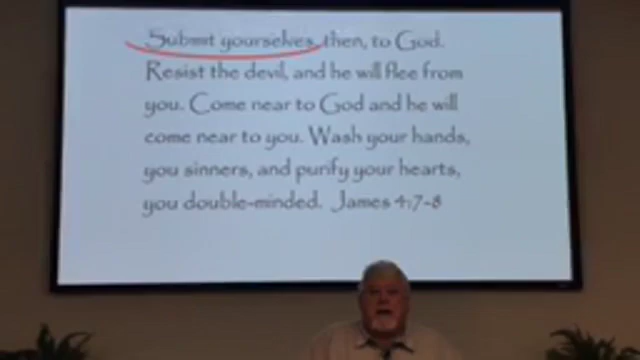 Submit yourselves, then, to God.
Resist the devil, and he will flee from
you. Come near to God and he will
come near to you. Wash your hands,
you sinners, and purify your hearts,
you double-minded. James 4:7-8